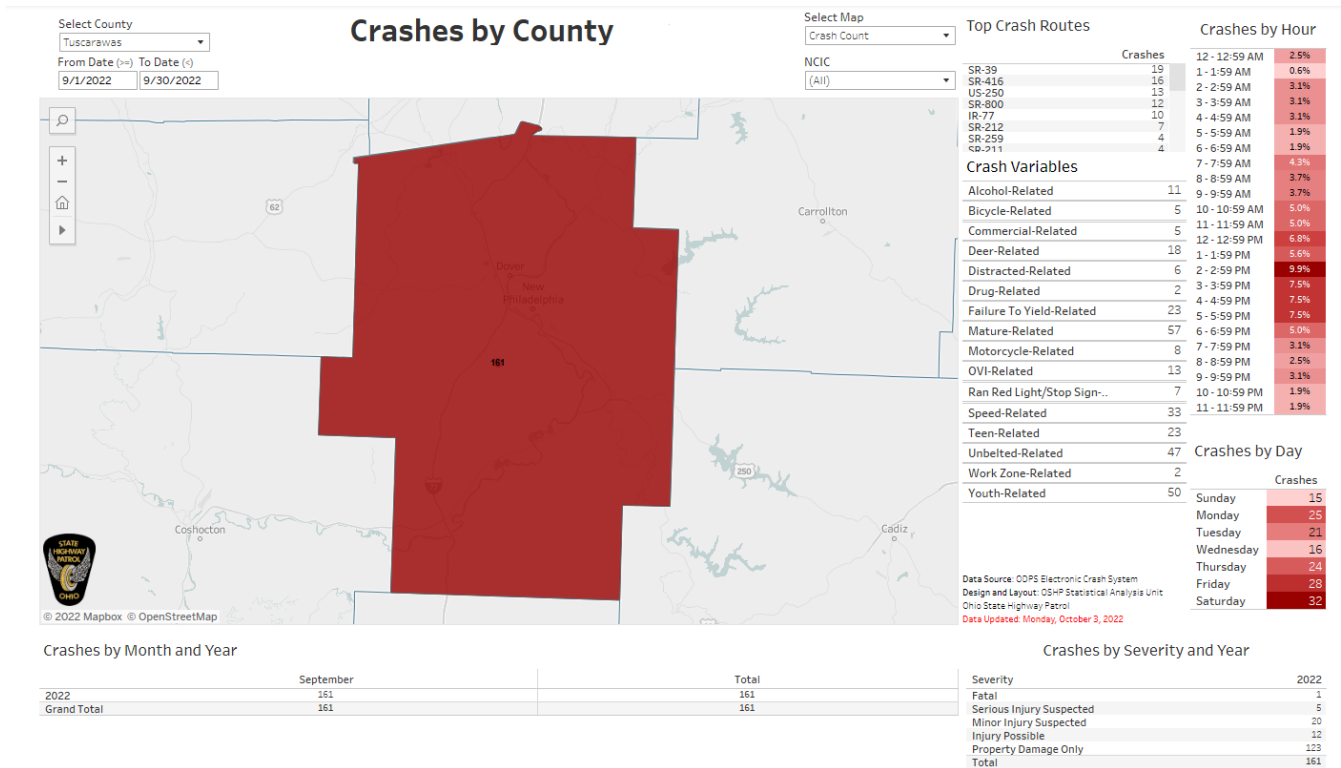 Crashes by County
Select County
Tuscarawas
From Date (>=) To Date (<)
9/1/2022 9/30/2022
Select Map
Crash Count
NCIC
(All)
62
Carrollton
Dover
New
Philadelphia
161
250
Coshocton
Cadiz
STATE
HIGHWAY
PATROL
OHIO
© 2022 Mapbox © OpenStreetMap
Top Crash Routes
Crashes
SR-39 19
SR-416 16
US-250 13
SR-800 12
IR-77 10
SR-212 7
SR-259 4
SR-211 4
Crash Variables
Alcohol-Related 11
Bicycle-Related 5
Commercial-Related 5
Deer-Related 18
Distracted-Related 6
Drug-Related 2
Failure To Yield-Related 23
Mature-Related 57
Motorcycle-Related 8
OVI-Related 13
Ran Red Light/Stop Sign-.. 7
Speed-Related 33
Teen-Related 23
Unbelted-Related 47
Work Zone-Related 2
Youth-Related 50
Data Source: ODPS Electronic Crash System
Design and Layout: OSHP Statistical Analysis Unit
Ohio State Highway Patrol
Data Updated: Monday, October 3, 2022
Crashes by Hour
12 - 12:59 AM 2.5%
1 - 1:59 AM 0.6%
2 - 2:59 AM 3.1%
3 - 3:59 AM 3.1%
4 - 4:59 AM 3.1%
5 - 5:59 AM 1.9%
6 - 6:59 AM 1.9%
7 - 7:59 AM 4.3%
8 - 8:59 AM 3.7%
9 - 9:59 AM 3.7%
10 - 10:59 AM 5.0%
11 - 11:59 AM 5.0%
12 - 12:59 PM 6.8%
1 - 1:59 PM 5.6%
2 - 2:59 PM 9.9%
3 - 3:59 PM 7.5%
4 - 4:59 PM 7.5%
5 - 5:59 PM 7.5%
6 - 6:59 PM 5.0%
7 - 7:59 PM 3.1%
8 - 8:59 PM 2.5%
9 - 9:59 PM 3.1%
10 - 10:59 PM 1.9%
11 - 11:59 PM 1.9%
Crashes by Day
Crashes
Sunday 15
Monday 25
Tuesday 21
Wednesday 16
Thursday 24
Friday 28
Saturday 32
Crashes by Month and Year
September Total
2022 161 161
Grand Total 161 161
Crashes by Severity and Year
Severity 2022
Fatal 1
Serious Injury Suspected 5
Minor Injury Suspected 20
Injury Possible 12
Property Damage Only 123
Total 161